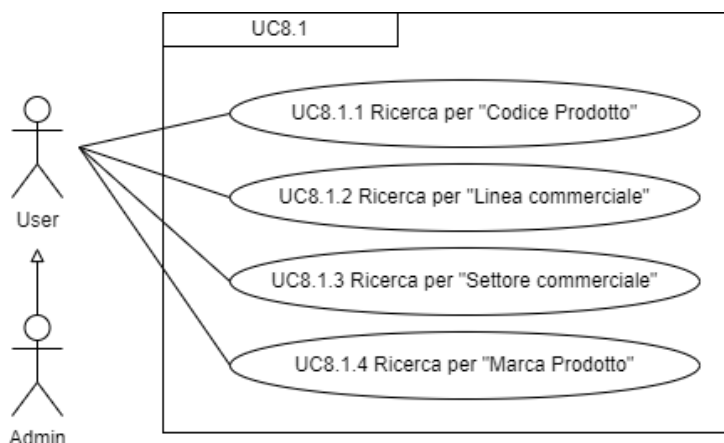 UC8.1
UC8.1.1 Ricerca per "Codice Prodotto"
UC8.1.2 Ricerca per "Linea commerciale"
User
UC8.1.3 Ricerca per "Settore commerciale"
UC8.1.4 Ricerca per "Marca Prodotto"
Admin